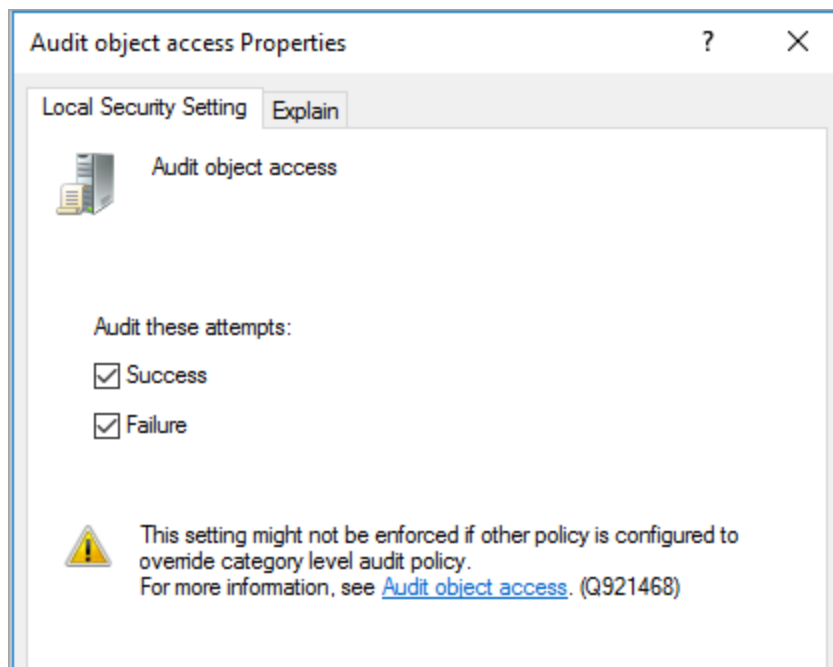 Audit object access Properties
?
Local Security Setting
Explain
Audit object access
Audit these attempts:
Success
Failure
This setting might not be enforced if other policy is configured to
override category level audit policy.
For more information, see Audit object access. (Q921468)